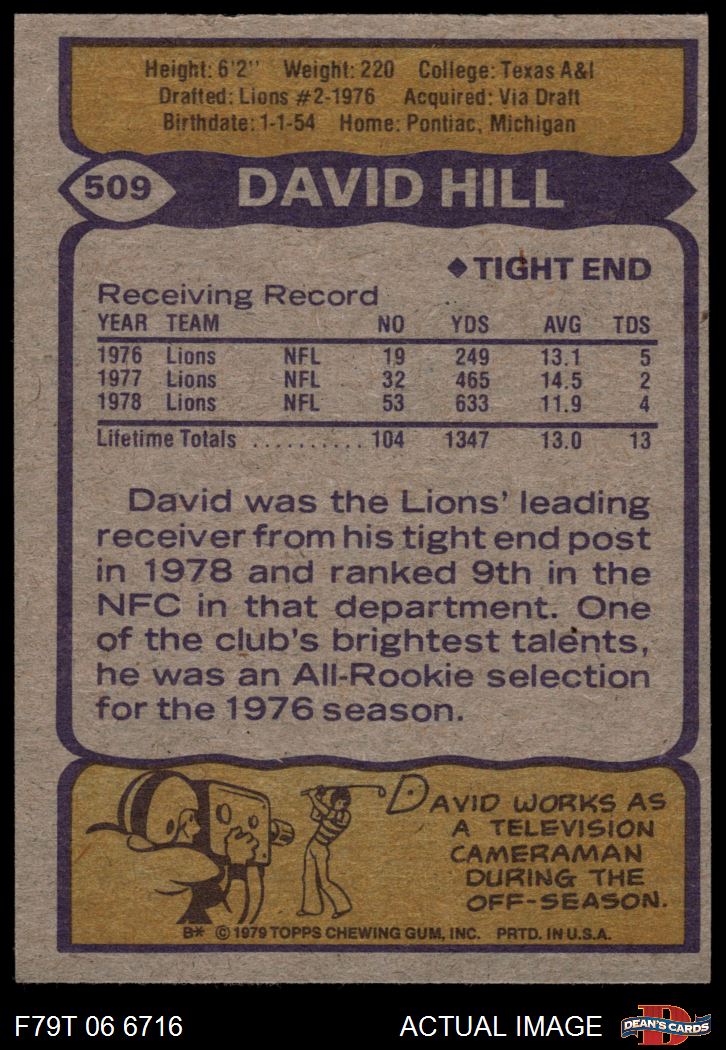 Height: 6'2" Weight: 220 College: Texas A&I
Drafted: Lions #2-1976 Acquired: Via Draft
Birthdate: 1-1-54 Home: Pontiac, Michigan
509 DAVID HILL
◆TIGHT END
Receiving Record
YEAR TEAM NO YDS AVG TDS
1976 Lions NFL 19 249 13.1 5
1977 Lions NFL 32 465 14.5 2
1978 Lions NFL 53 633 11.9 4
Lifetime Totals .......... 104 1347 13.0 13
David was the Lions' leading
receiver from his tight end post
in 1978 and ranked 9th in the
NFC in that department. One
of the club's brightest talents,
he was an All-Rookie selection
for the 1976 season.
DAVID WORKS AS
A TELEVISION
CAMERAMAN
DURING THE
OFF-SEASON.
B* © 1979 TOPPS CHEWING GUM, INC. PRTD. IN U.S.A.
F79T 06 6716 ACTUAL IMAGE
D
DEAN'S CARDS